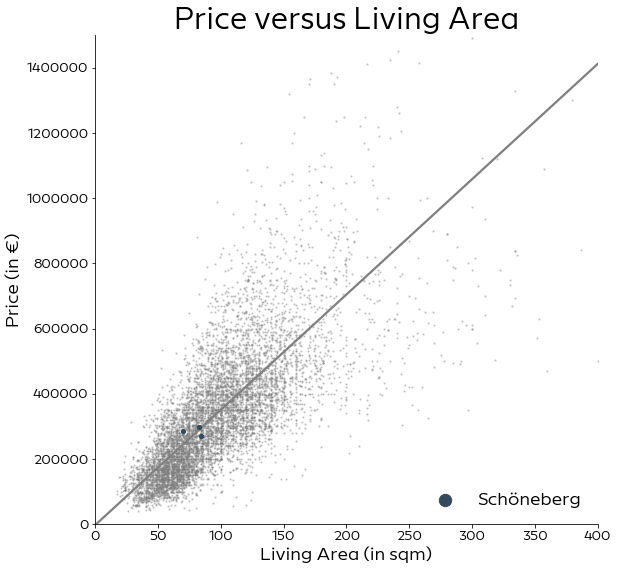 Price versus Living Area
1400000
1200000
1000000
800000
600000
400000
200000
0
Price (in €)
0 50 100 150 200 250 300 350 400
Living Area (in sqm)
Schöneberg